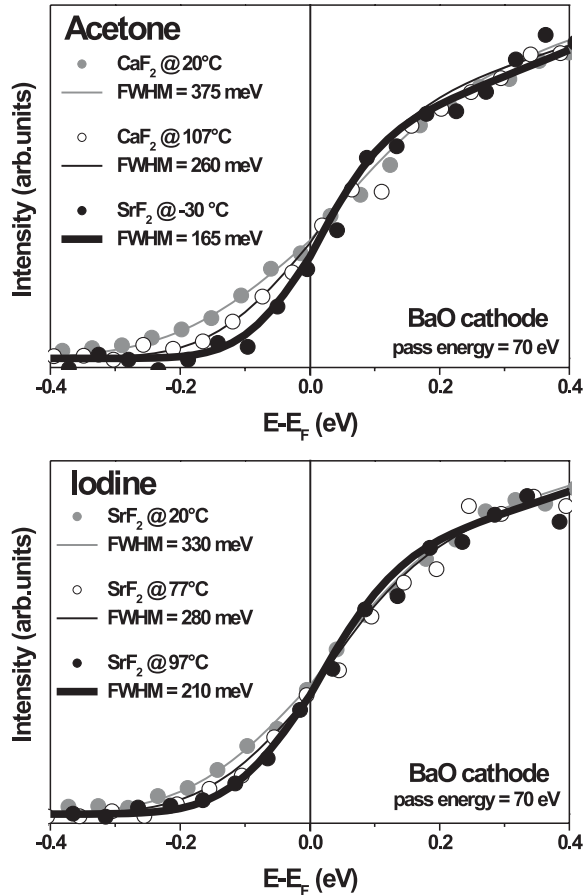 Acetone
CaF₂ @ 20°C
FWHM = 375 meV
CaF₂ @ 107°C
FWHM = 260 meV
SrF₂ @ -30 °C
FWHM = 165 meV
BaO cathode
pass energy = 70 eV
Intensity (arb.units)
-0.4 -0.2 0.0 0.2 0.4
E-E_F (eV)
Iodine
SrF₂ @ 20°C
FWHM = 330 meV
SrF₂ @ 77°C
FWHM = 280 meV
SrF₂ @ 97°C
FWHM = 210 meV
BaO cathode
pass energy = 70 eV
Intensity (arb.units)
-0.4 -0.2 0.0 0.2 0.4
E-E_F (eV)